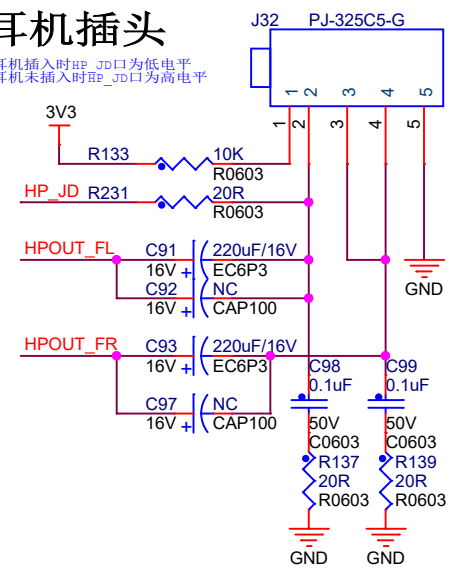 耳机插头
耳机插入时HP_JD口为低电平
耳机未插入时HP_JD口为高电平
J32 PJ-325C5-G
1 2 3 4 5
1 2 3 4 5
3V3
R133 10K
R0603
HP_JD R231 20R
R0603
HPOUT_FL C91 220uF/16V
16V + EC6P3
C92 NC
16V + CAP100
GND
HPOUT_FR C93 220uF/16V
16V + EC6P3
C97 NC
16V + CAP100
C98 C99
0.1uF 0.1uF
50V 50V
C0603 C0603
R137 R139
20R 20R
R0603 R0603
GND GND